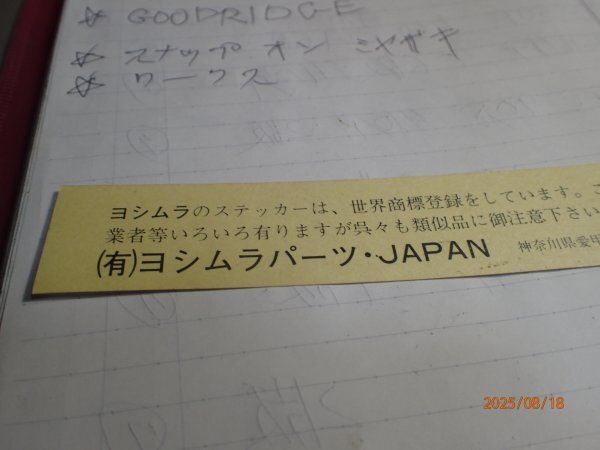 ☆ GOODRIDGE
☆ スナップ オン ミヤザキ
☆ ワークス
ヨシムラのステッカーは、世界商標登録をしています。こ
業者等いろいろ有りますが呉々も類似品に御注意下さい
(有)ヨシムラパーツ・JAPAN 神奈川県愛甲
2025/08/18